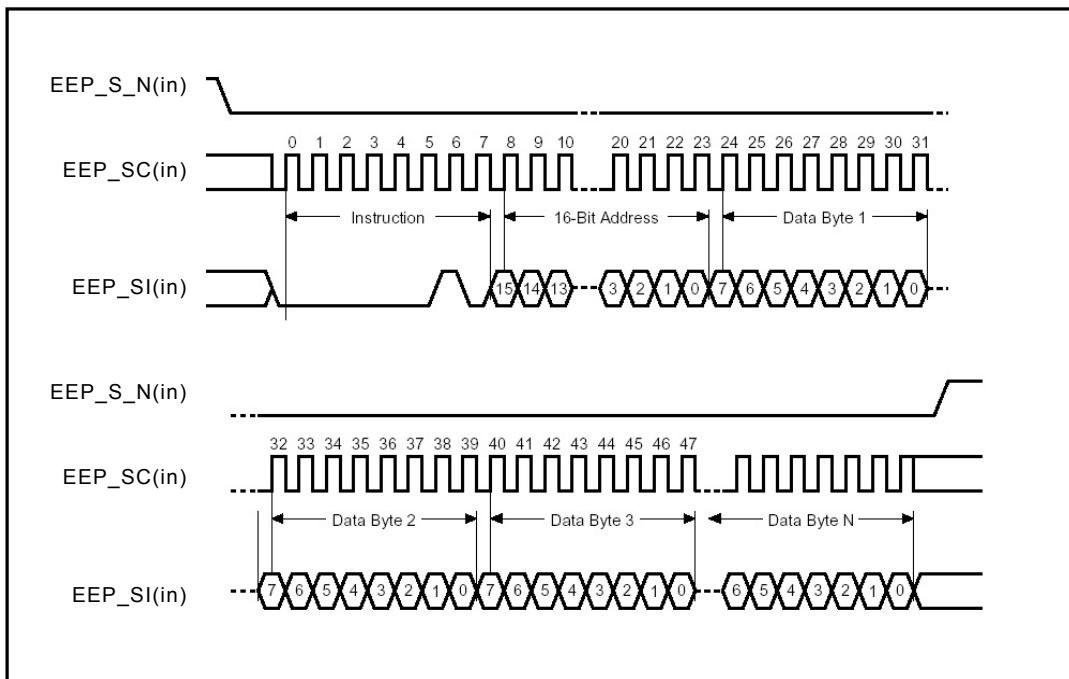 EEP_S_N(in)
0 1 2 3 4 5 6 7 8 9 10 20 21 22 23 24 25 26 27 28 29 30 31
EEP_SC(in)
Instruction 16-Bit Address Data Byte 1
EEP_SI(in)
15 14 13 3 2 1 0 7 6 5 4 3 2 1 0
EEP_S_N(in)
32 33 34 35 36 37 38 39 40 41 42 43 44 45 46 47
EEP_SC(in)
Data Byte 2 Data Byte 3 Data Byte N
EEP_SI(in)
7 6 5 4 3 2 1 0 7 6 5 4 3 2 1 0 6 5 4 3 2 1 0